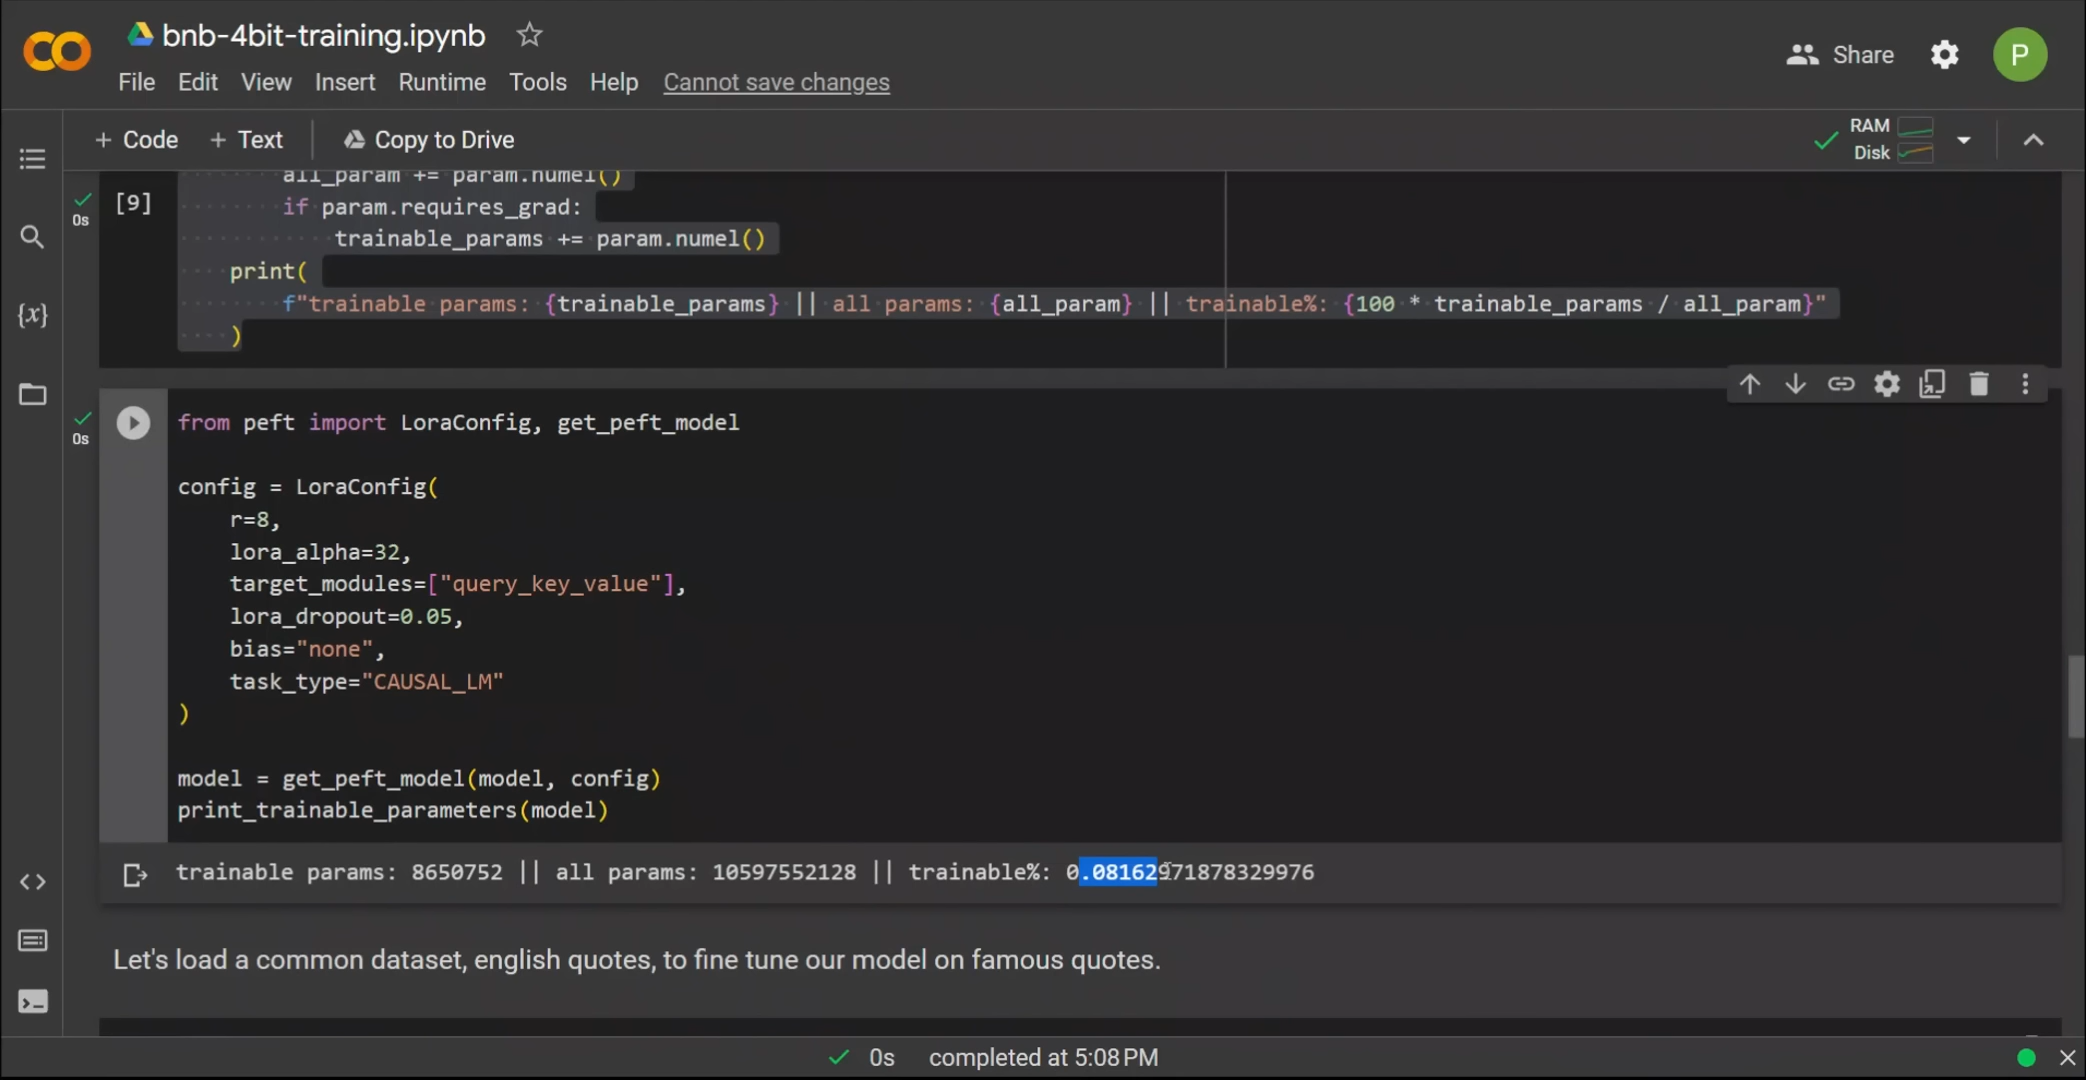 bnb-4bit-training.ipynb
File Edit View Insert Runtime Tools Help Cannot save changes
Share
P
+ Code + Text Copy to Drive
RAM
Disk
all_param += param.numel()
[9]
0s
if param.requires_grad:
trainable_params += param.numel()
print(
f"trainable params: {trainable_params} || all params: {all_param} || trainable%: {100 * trainable_params / all_param}"
)
{x}
0s
from peft import LoraConfig, get_peft_model
config = LoraConfig(
r=8,
lora_alpha=32,
target_modules=["query_key_value"],
lora_dropout=0.05,
bias="none",
task_type="CAUSAL_LM"
)
model = get_peft_model(model, config)
print_trainable_parameters(model)
trainable params: 8650752 || all params: 10597552128 || trainable%: 0.08162971878329976
Let's load a common dataset, english quotes, to fine tune our model on famous quotes.
0s completed at 5:08 PM